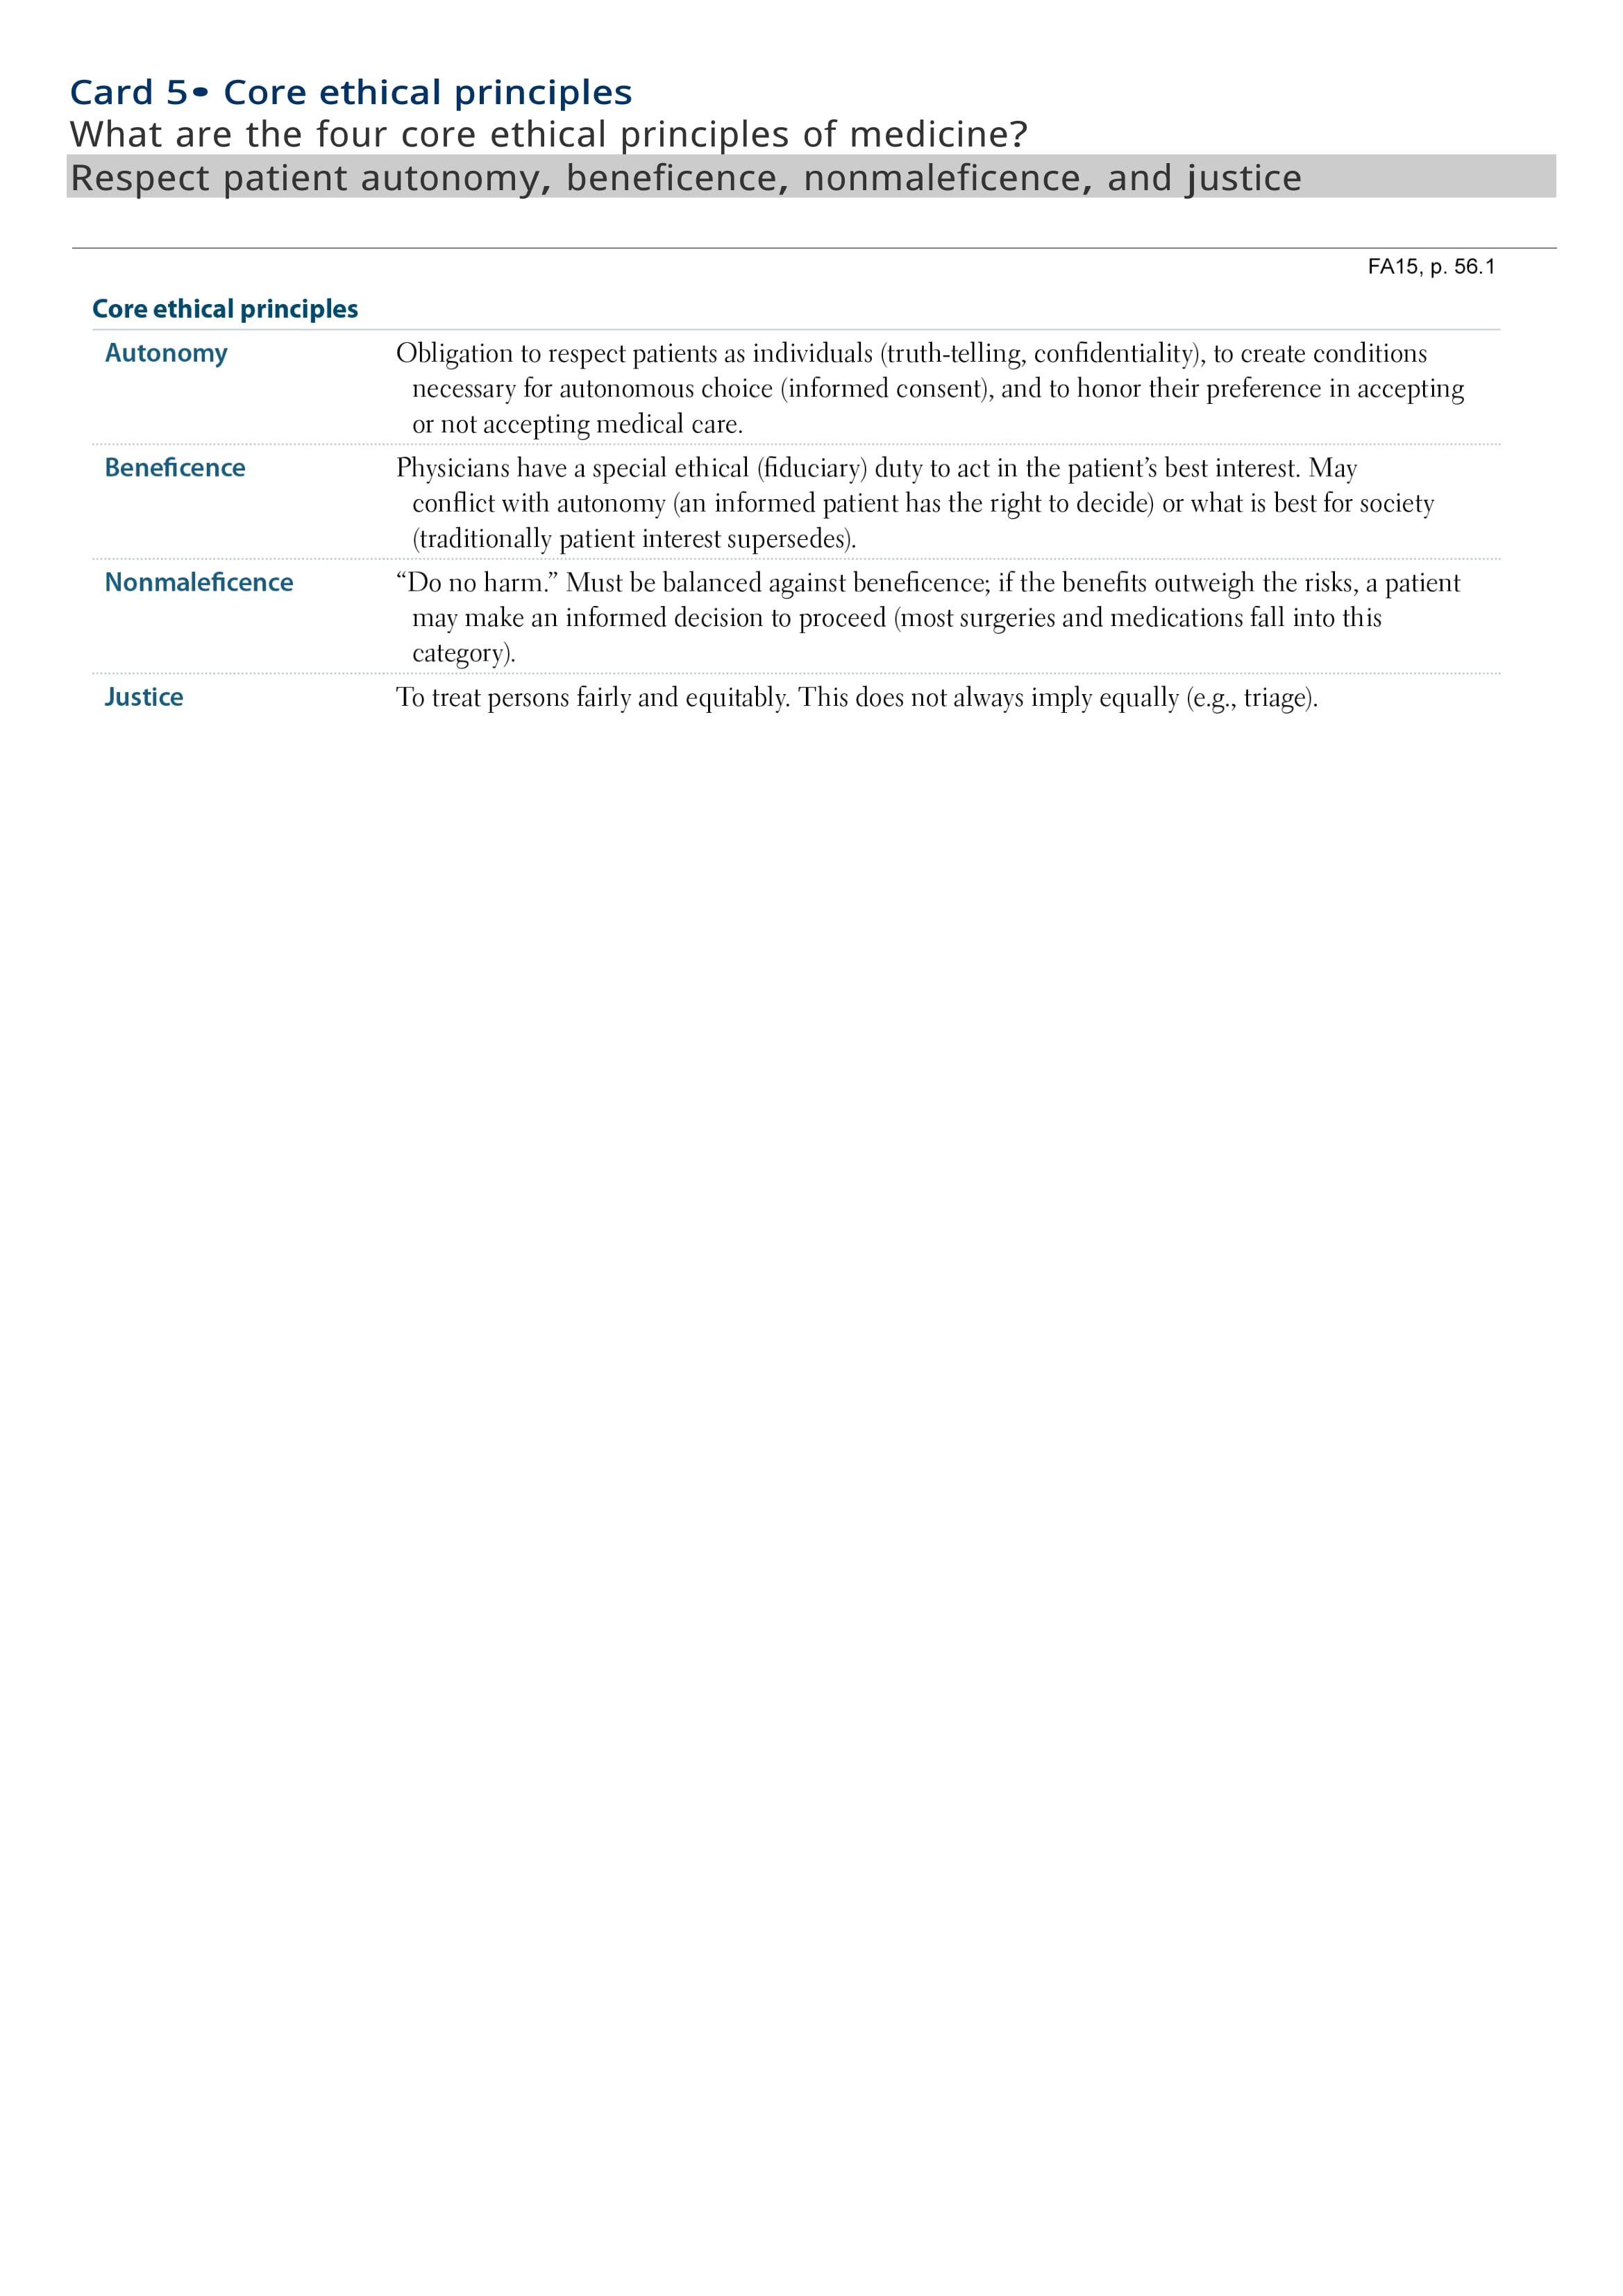 Card 5• Core ethical principles
What are the four core ethical principles of medicine?
Respect patient autonomy, beneficence, nonmaleficence, and justice
FA15, p. 56.1
Core ethical principles
Autonomy
Obligation to respect patients as individuals (truth-telling, confidentiality), to create conditions
necessary for autonomous choice (informed consent), and to honor their preference in accepting
or not accepting medical care.
Beneficence
Physicians have a special ethical (fiduciary) duty to act in the patient’s best interest. May
conflict with autonomy (an informed patient has the right to decide) or what is best for society
(traditionally patient interest supersedes).
Nonmaleficence
“Do no harm.” Must be balanced against beneficence; if the benefits outweigh the risks, a patient
may make an informed decision to proceed (most surgeries and medications fall into this
category).
Justice
To treat persons fairly and equitably. This does not always imply equally (e.g., triage).